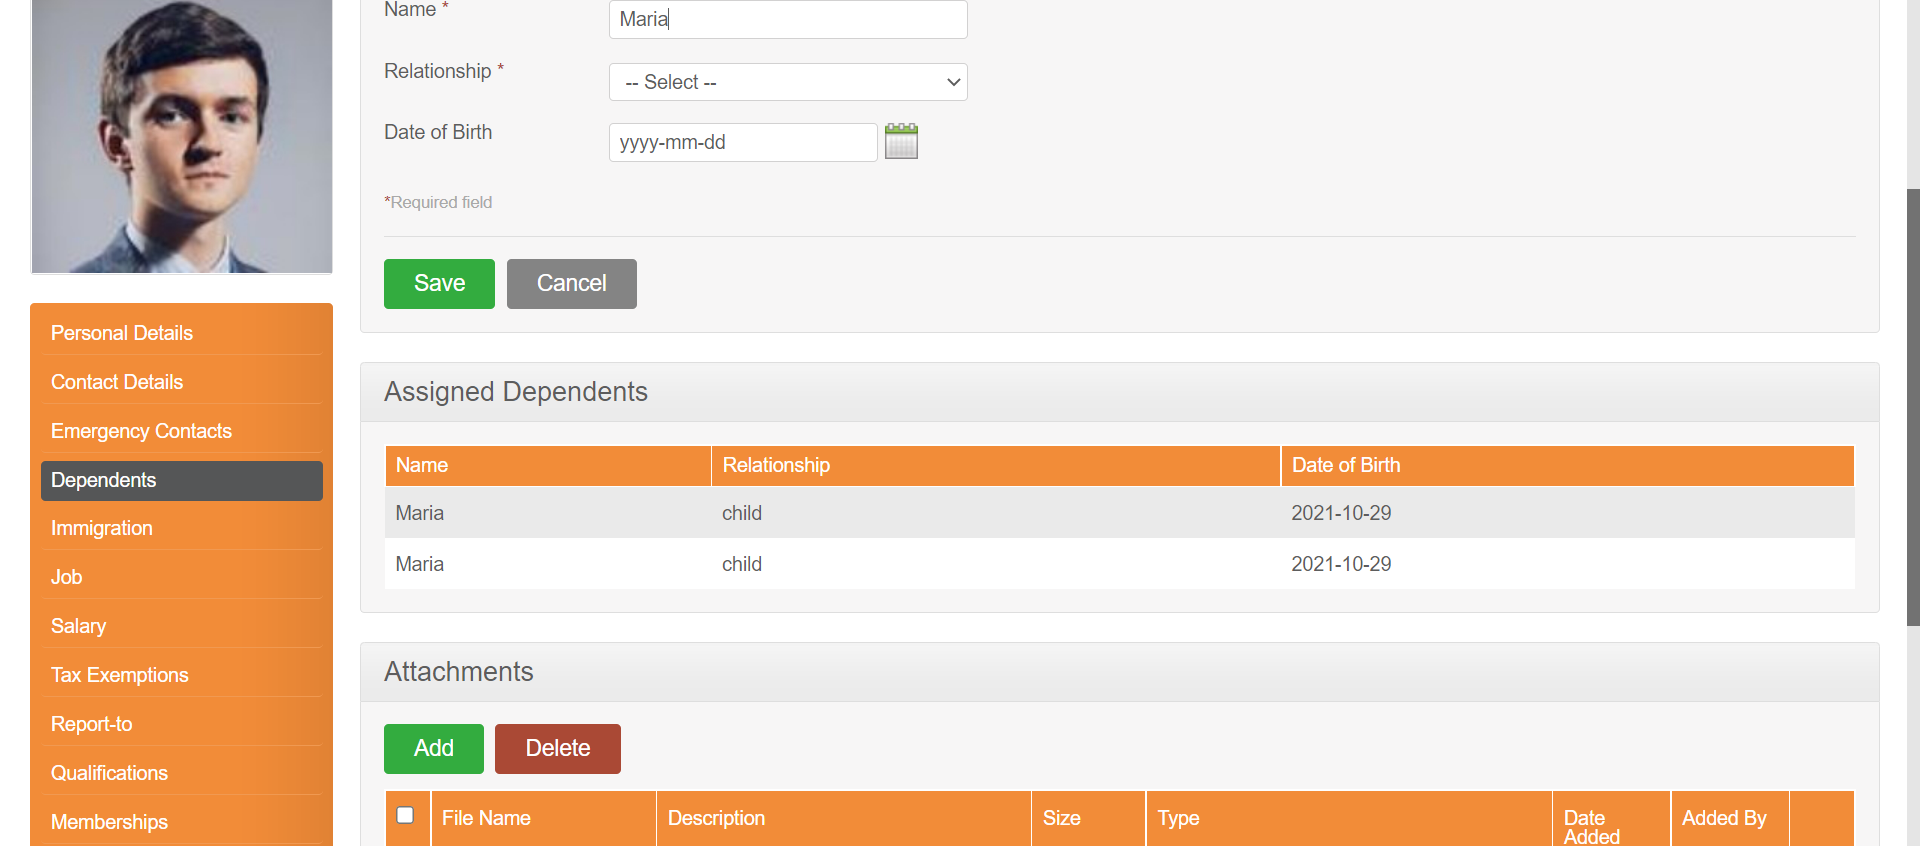 Name *
Maria
Relationship *
-- Select --
Date of Birth
yyyy-mm-dd
*Required field
Save
Cancel
Personal Details
Contact Details
Emergency Contacts
Dependents
Immigration
Job
Salary
Tax Exemptions
Report-to
Qualifications
Memberships
Assigned Dependents
Name Relationship Date of Birth
Maria child 2021-10-29
Maria child 2021-10-29
Attachments
Add
Delete
File Name Description Size Type Date Added Added By